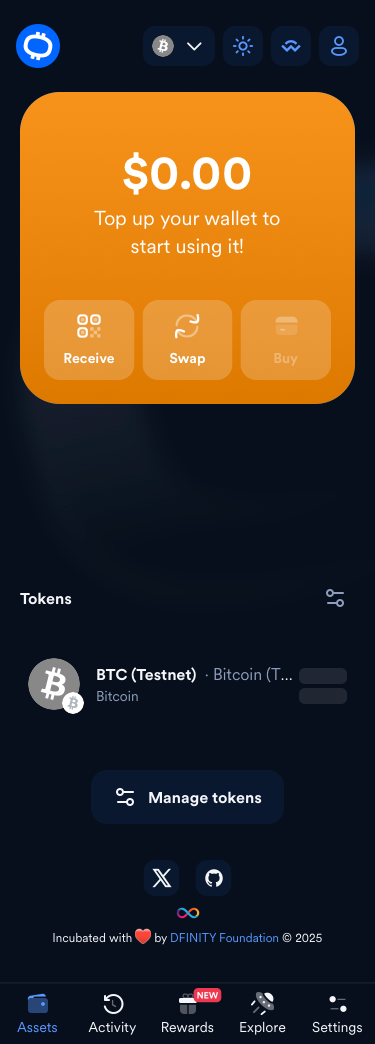 $0.00
Top up your wallet to
start using it!
Receive
Swap
Buy
Tokens
BTC (Testnet) · Bitcoin (T...
Bitcoin
Manage tokens
Incubated with ❤️ by DFINITY Foundation © 2025
NEW
Assets
Activity
Rewards
Explore
Settings